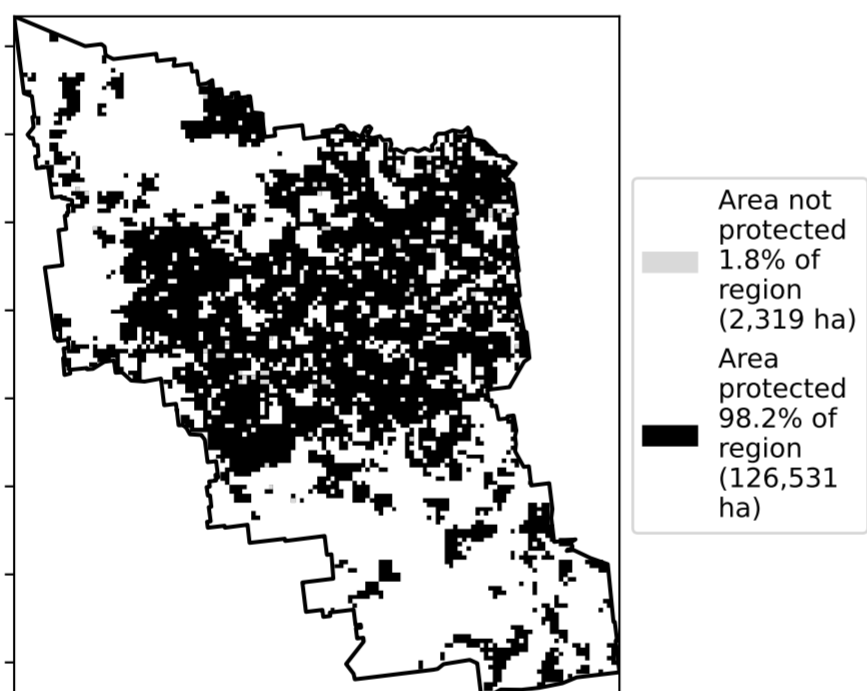 Area not
protected
1.8% of
region
(2,319 ha)
Area
protected
98.2% of
region
(126,531
ha)